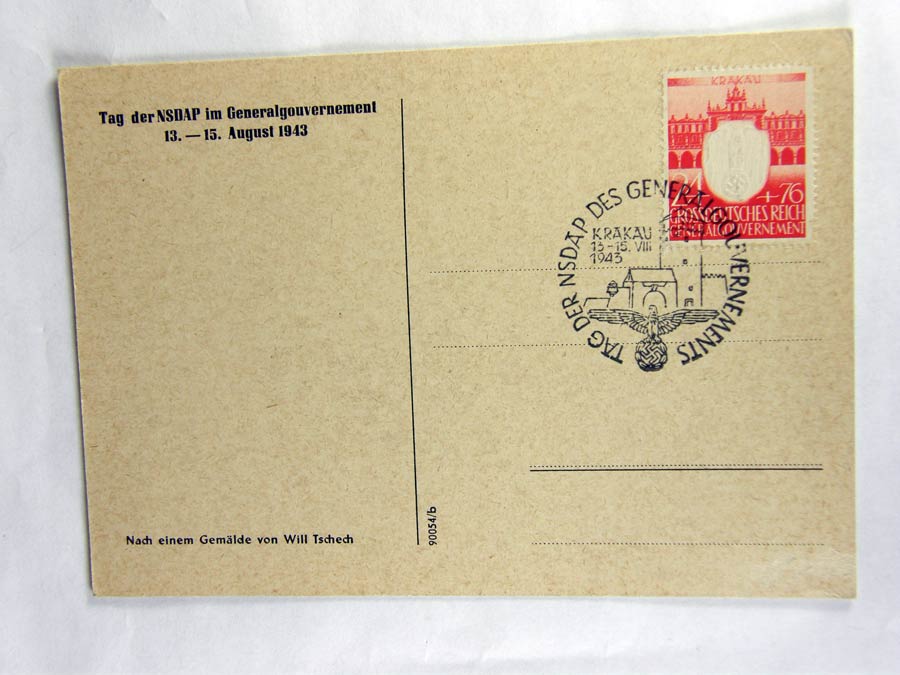 Tag der NSDAP im Generalgouvernement
13. — 15. August 1943
KRAKAU
24 + 76
GROSSDEUTSCHES REICH
GENERALGOUVERNEMENT
TAG DER NSDAP DES GENERALGOUVERNEMENTS
KRAKAU
13-15. VIII
1943
Nach einem Gemälde von Will Tschech
90054/b